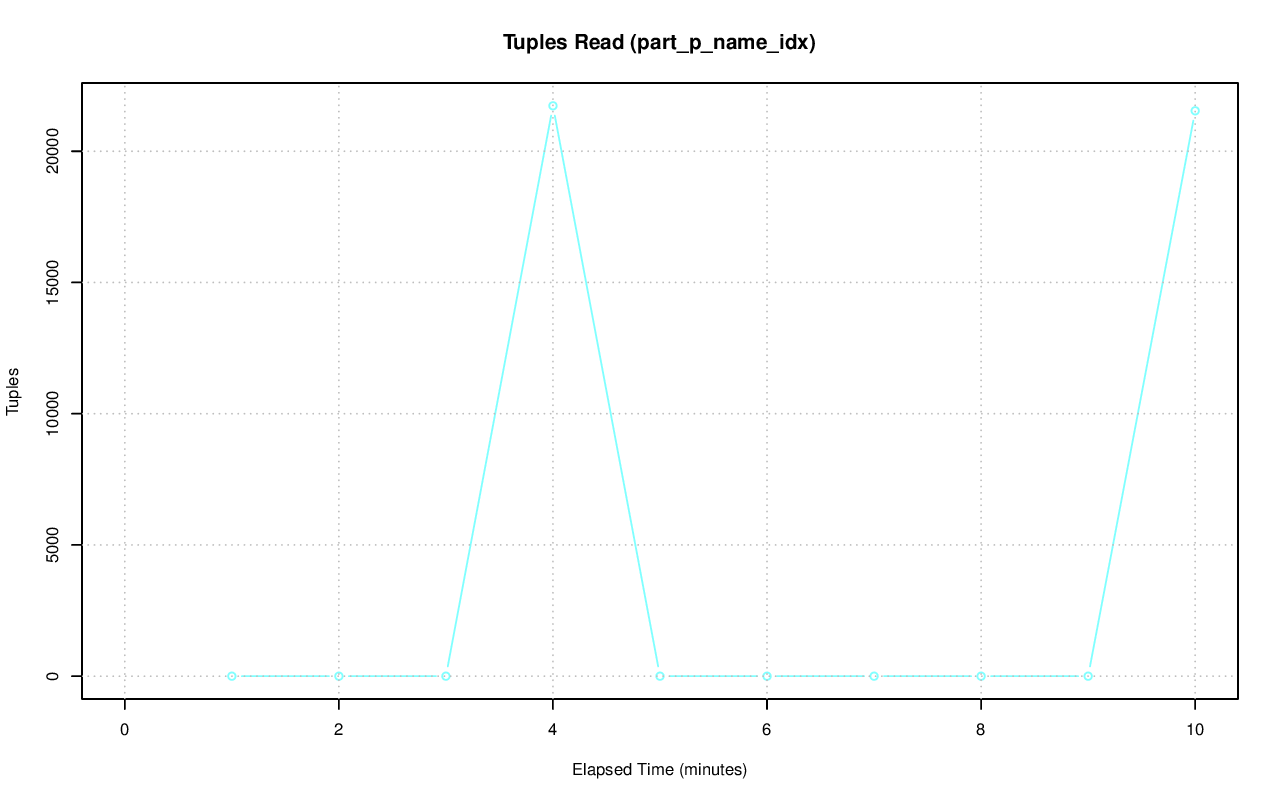 Tuples Read (part_p_name_idx)
Tuples
20000
15000
10000
5000
0
0 2 4 6 8 10
Elapsed Time (minutes)